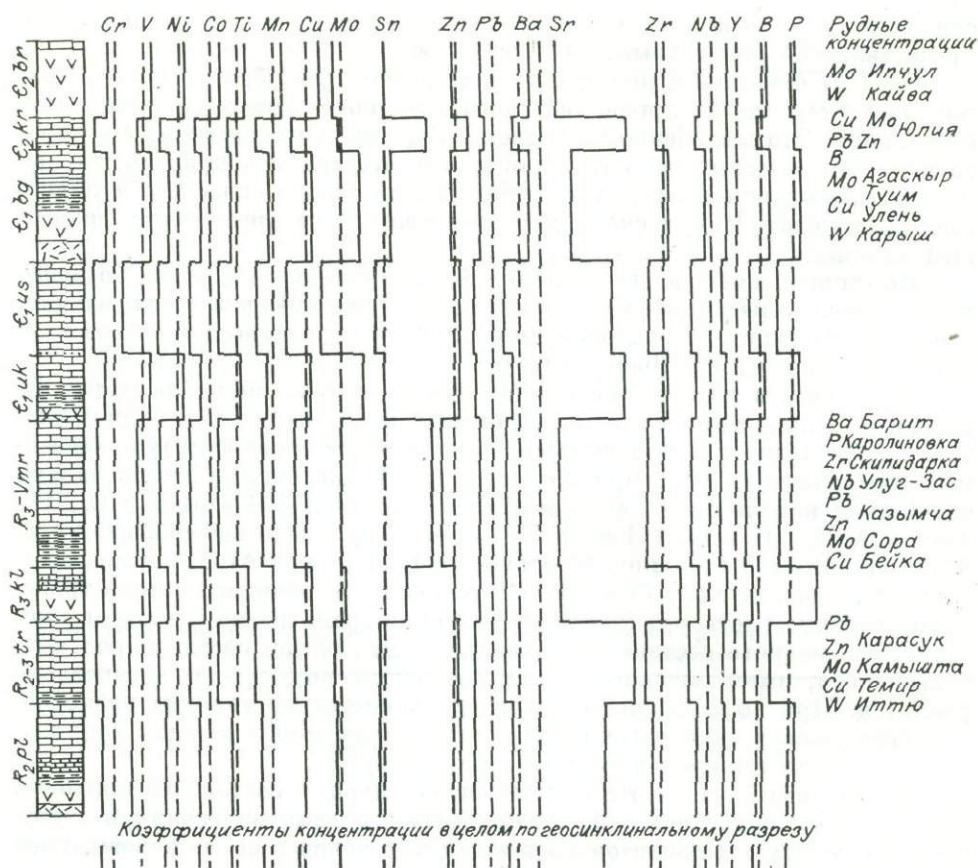 Cr V Ni Co Ti Mn Cu Mo Sn Zn Pb Ba Sr Zr Nb Y B P Рудные
концентрации
Є₂br
Mo Ипчул
W Кайва
Є₂kr
Cu Mo Юлия
Pb Zn
B
Є₁bg
Mo Агаскыр
Cu Туим
Улень
W Карыш
Є₁us
Є₁uk
Ba Барит
P Каролиновка
Zr Скипидарка
Nb Улуг-Зас
R₃-Vmr
Pb
Zn Казымча
Mo Сора
Cu Бейка
R₃kl
Pb
Zn Карасук
R₂₋₃tr
Mo Камышта
Cu Темир
W Иттю
R₂pl
Коэффициенты концентрации в целом по геосинклинальному разрезу